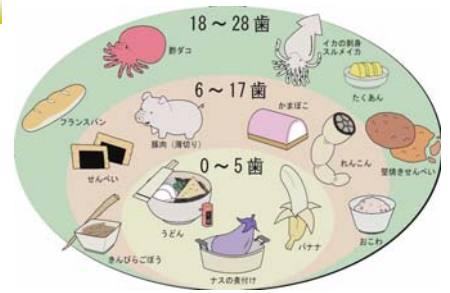 18～28歯
酢ダコ
イカの刺身
スルメイカ
たくあん
フランスパン
6～17歯
豚肉（薄切り）
かまぼこ
せんべい
れんこん
堅焼きせんべい
0～5歯
うどん
バナナ
おこわ
きんぴらごぼう
ナスの煮付け